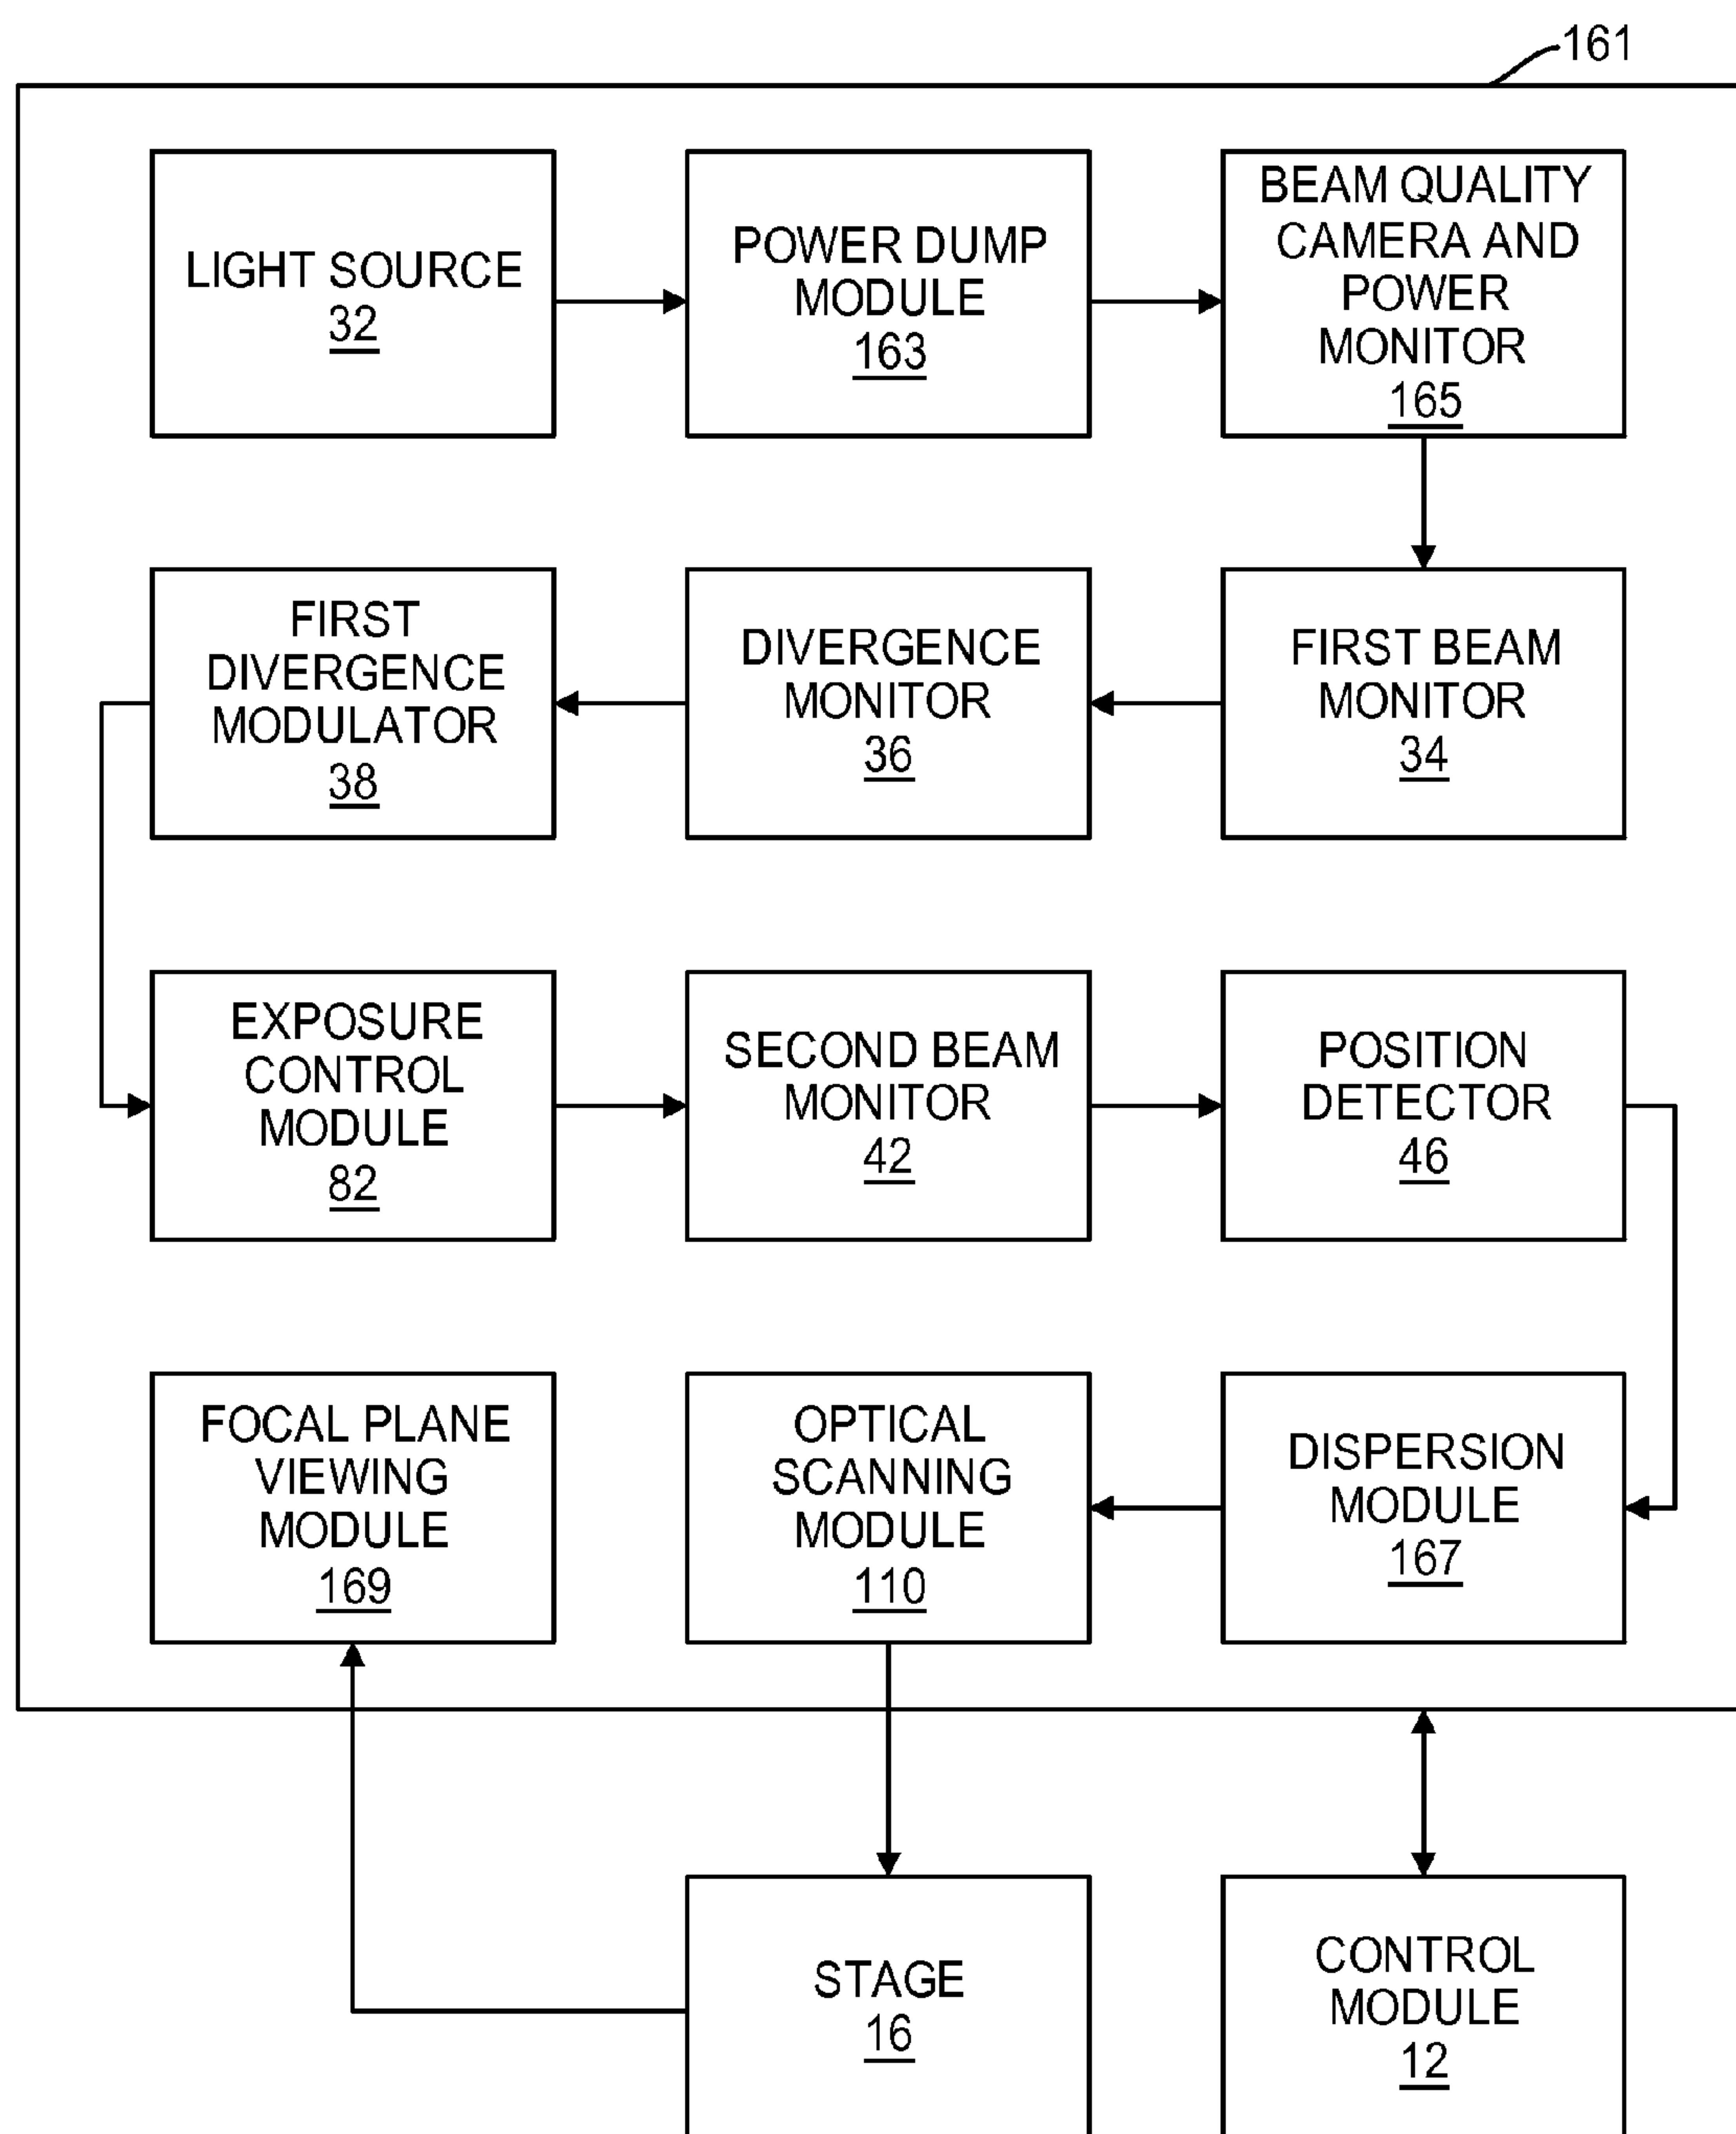 161
LIGHT SOURCE
32
POWER DUMP
MODULE
163
BEAM QUALITY
CAMERA AND
POWER
MONITOR
165
FIRST
DIVERGENCE
MODULATOR
38
DIVERGENCE
MONITOR
36
FIRST BEAM
MONITOR
34
EXPOSURE
CONTROL
MODULE
82
SECOND BEAM
MONITOR
42
POSITION
DETECTOR
46
FOCAL PLANE
VIEWING
MODULE
169
OPTICAL
SCANNING
MODULE
110
DISPERSION
MODULE
167
STAGE
16
CONTROL
MODULE
12